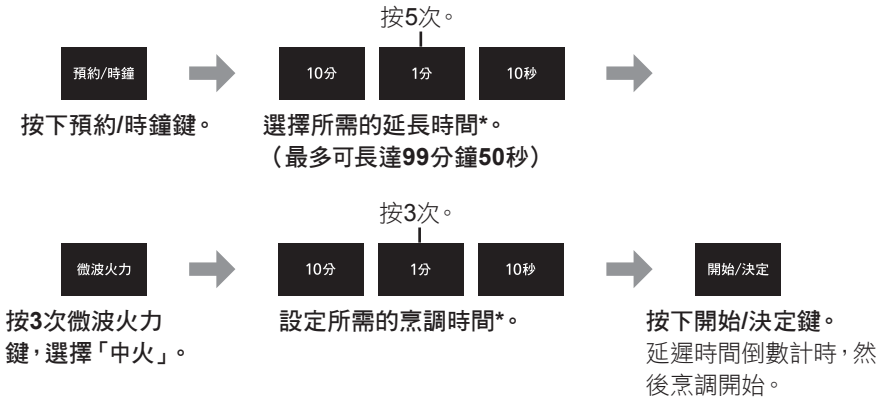 按5次。
預約/時鐘
10分
1分
10秒
按下預約/時鐘鍵。
選擇所需的延長時間*。
（最多可長達99分鐘50秒）
按3次。
微波火力
10分
1分
10秒
開始/決定
按3次微波火力
鍵，選擇「中火」。
設定所需的烹調時間*。
按下開始/決定鍵。
延遲時間倒數計時，然
後烹調開始。